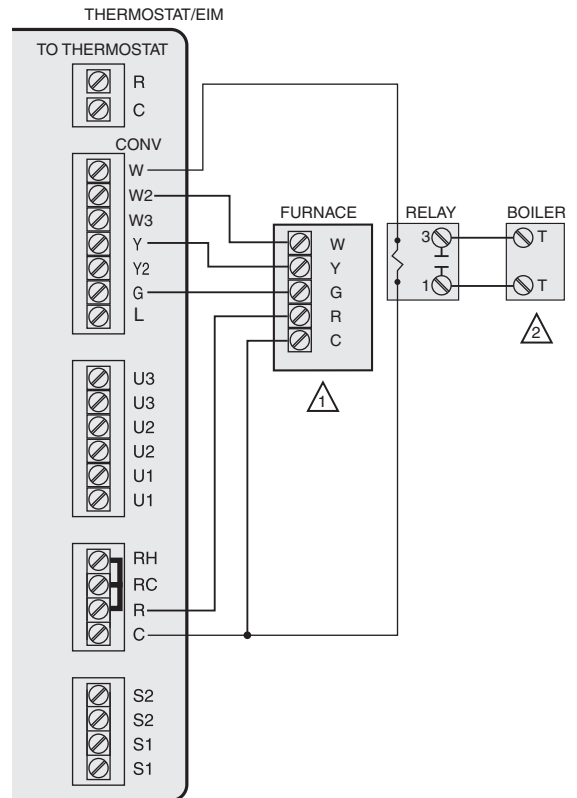 THERMOSTAT/EIM
TO THERMOSTAT
R
C
CONV
W
W2
W3
Y
Y2
G
L
U3
U3
U2
U2
U1
U1
RH
RC
R
C
S2
S2
S1
S1
FURNACE
W
Y
G
R
C
1
RELAY
3
1
BOILER
T
T
2